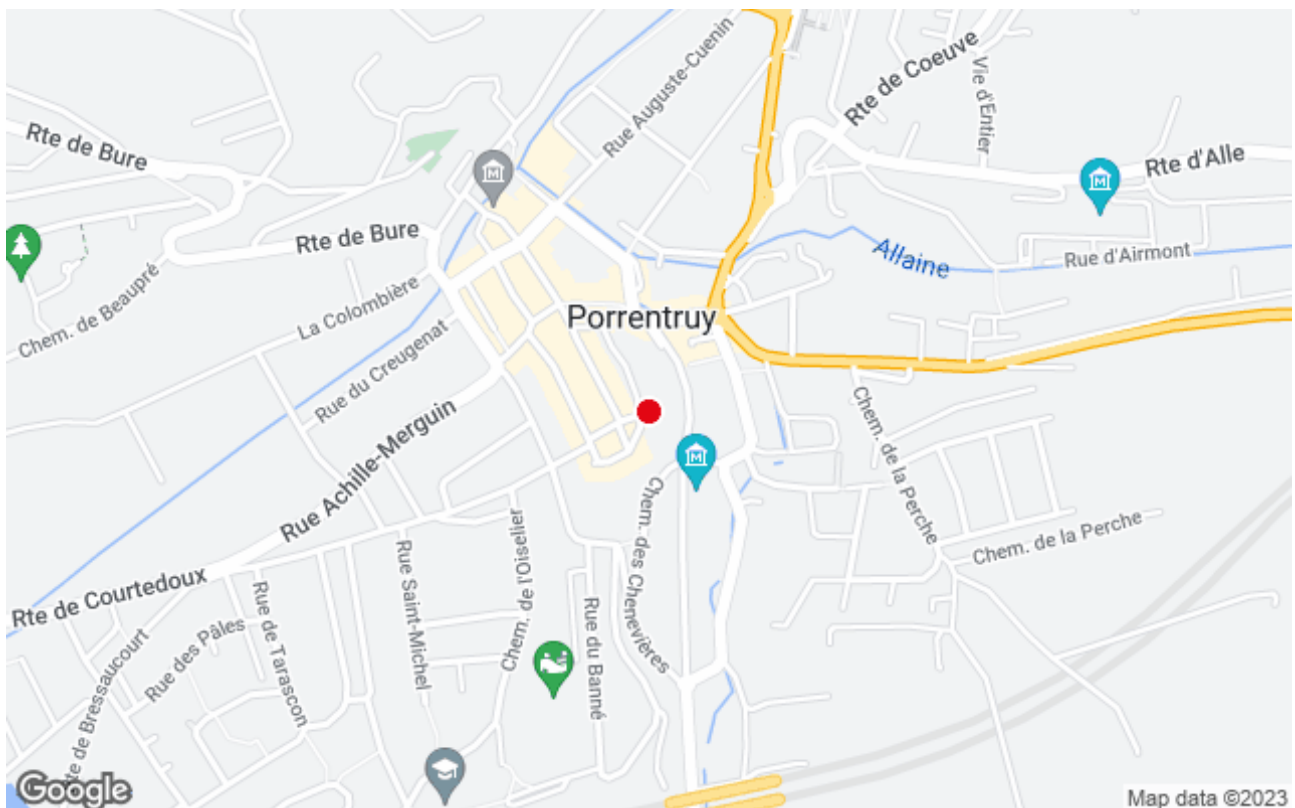 Rte de Bure
Rue Auguste-Cuenin
Rte de Coeuve
Vie d'Entier
Rte d'Alle
Rte de Bure
Allaine
Rue d'Airmont
Chem. de Beaupré
La Colombière
Porrentruy
Rue du Creugenat
Rue Achille-Merguin
Chem. de la Perche
Chem. des Chenevières
Chem. de la Perche
Rte de Courtedoux
Rue Saint-Michel
Chem. de l'Oiselier
Rue du Banné
Rue de Tarascon
Rue des Pâles
te de Bressaucourt
Google
Map data ©2023
M
M
M